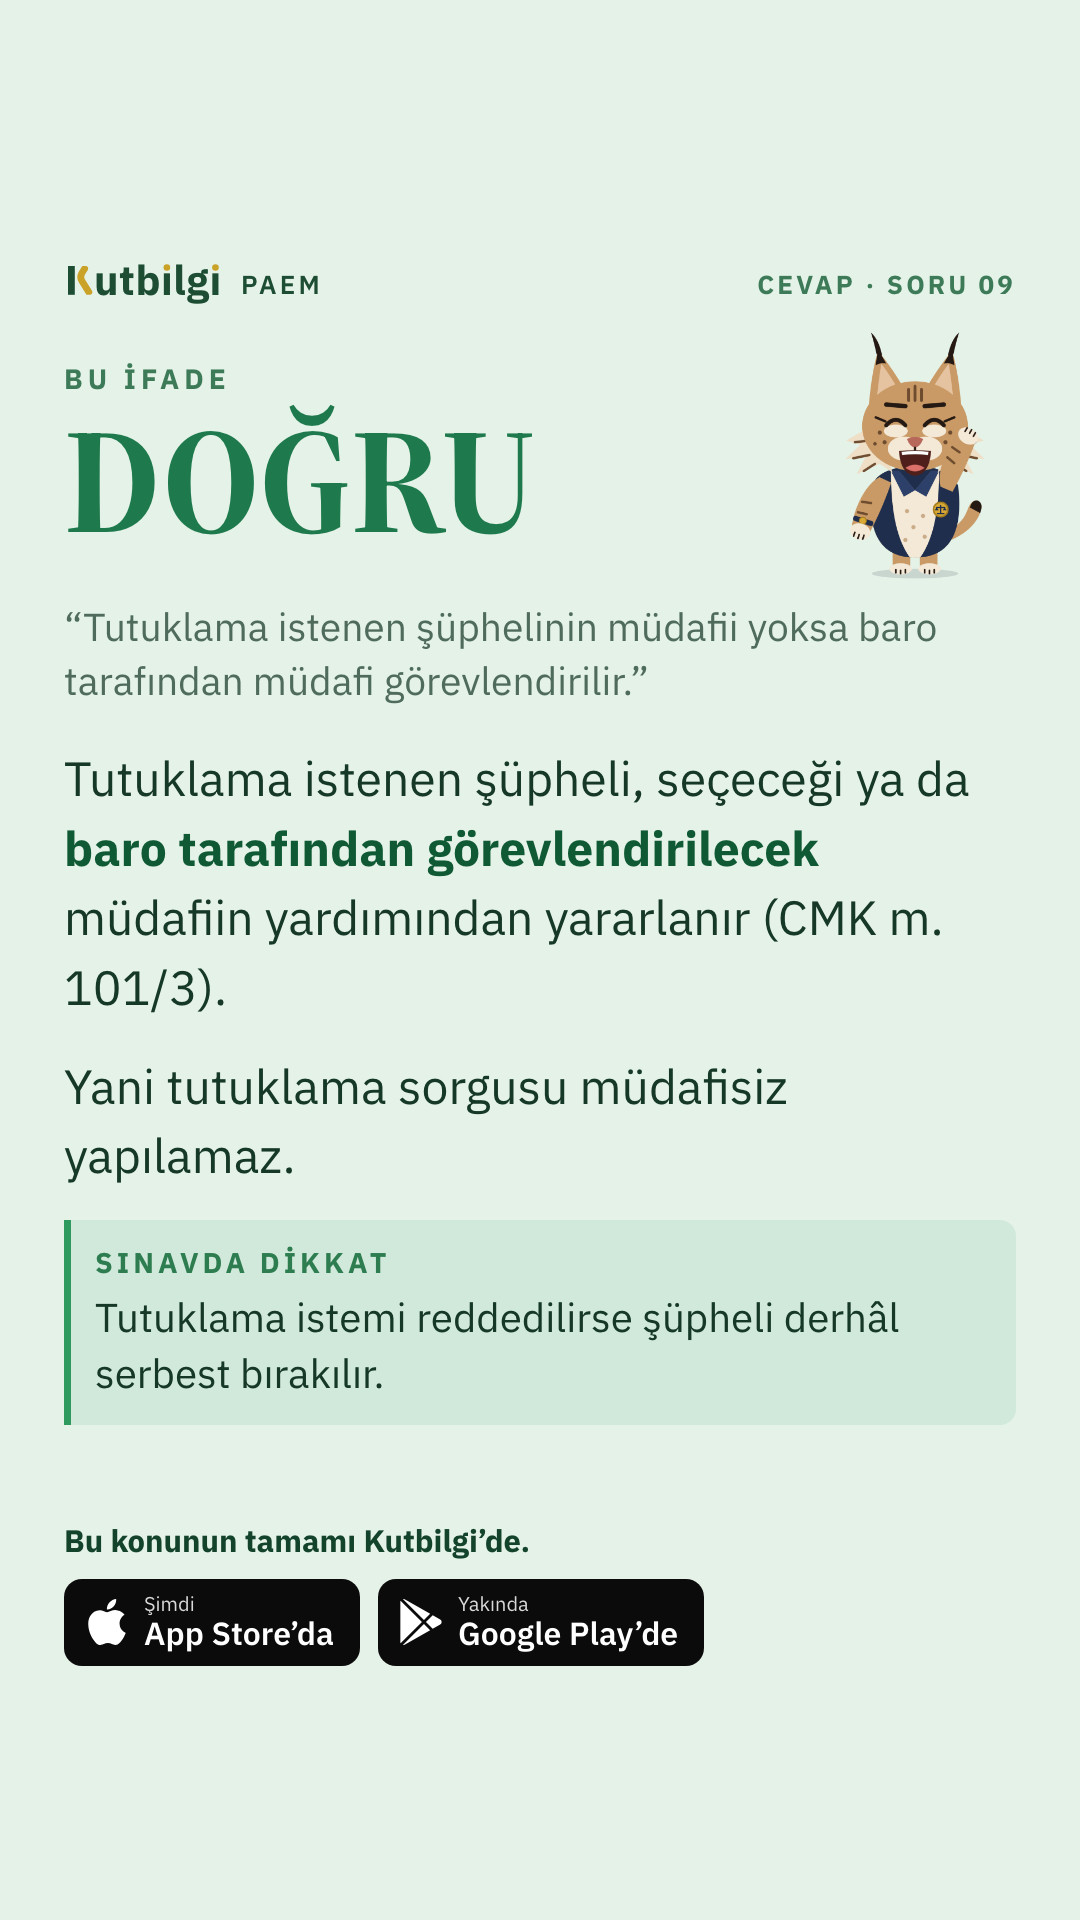 Kutbilgi PAEM
CEVAP · SORU 09
BU İFADE
DOĞRU
“Tutuklama istenen şüphelinin müdafii yoksa baro
tarafından müdafi görevlendirilir.”
Tutuklama istenen şüpheli, seçeceği ya da
baro tarafından görevlendirilecek
müdafiin yardımından yararlanır (CMK m.
101/3).
Yani tutuklama sorgusu müdafisiz
yapılamaz.
SINAVDA DİKKAT
Tutuklama istemi reddedilirse şüpheli derhâl
serbest bırakılır.
Bu konunun tamamı Kutbilgi’de.
Şimdi
App Store’da
Yakında
Google Play’de